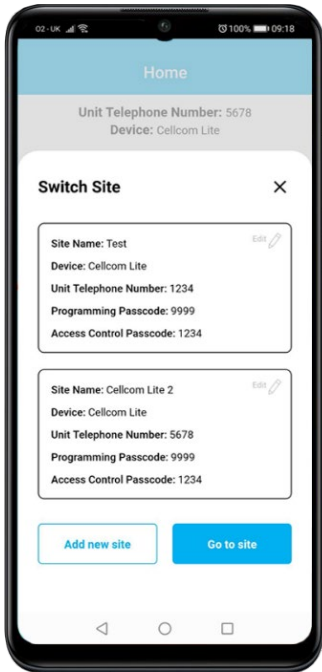 O2-UK 100% 09:18
Home
Unit Telephone Number: 5678
Device: Cellcom Lite
Switch Site
Site Name: Test Edit
Device: Cellcom Lite
Unit Telephone Number: 1234
Programming Passcode: 9999
Access Control Passcode: 1234
Site Name: Cellcom Lite 2 Edit
Device: Cellcom Lite
Unit Telephone Number: 5678
Programming Passcode: 9999
Access Control Passcode: 1234
Add new site Go to site